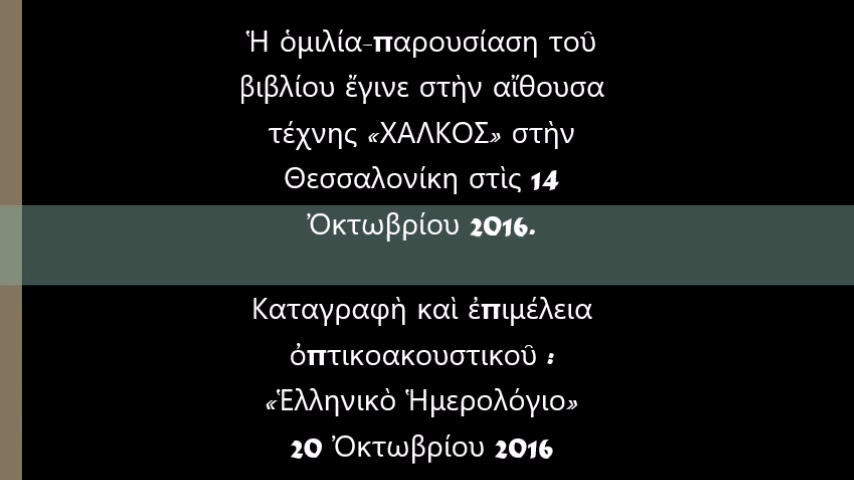 Ἡ ὁμιλία-παρουσίαση τοῦ
βιβλίου ἔγινε στὴν αἴθουσα
τέχνης «ΧΑΛΚΟΣ» στὴν
Θεσσαλονίκη στὶς 14
Ὀκτωβρίου 2016.
Καταγραφὴ καὶ ἐπιμέλεια
ὀπτικοακουστικοῦ :
«Ἑλληνικὸ Ἡμερολόγιο»
20 Ὀκτωβρίου 2016